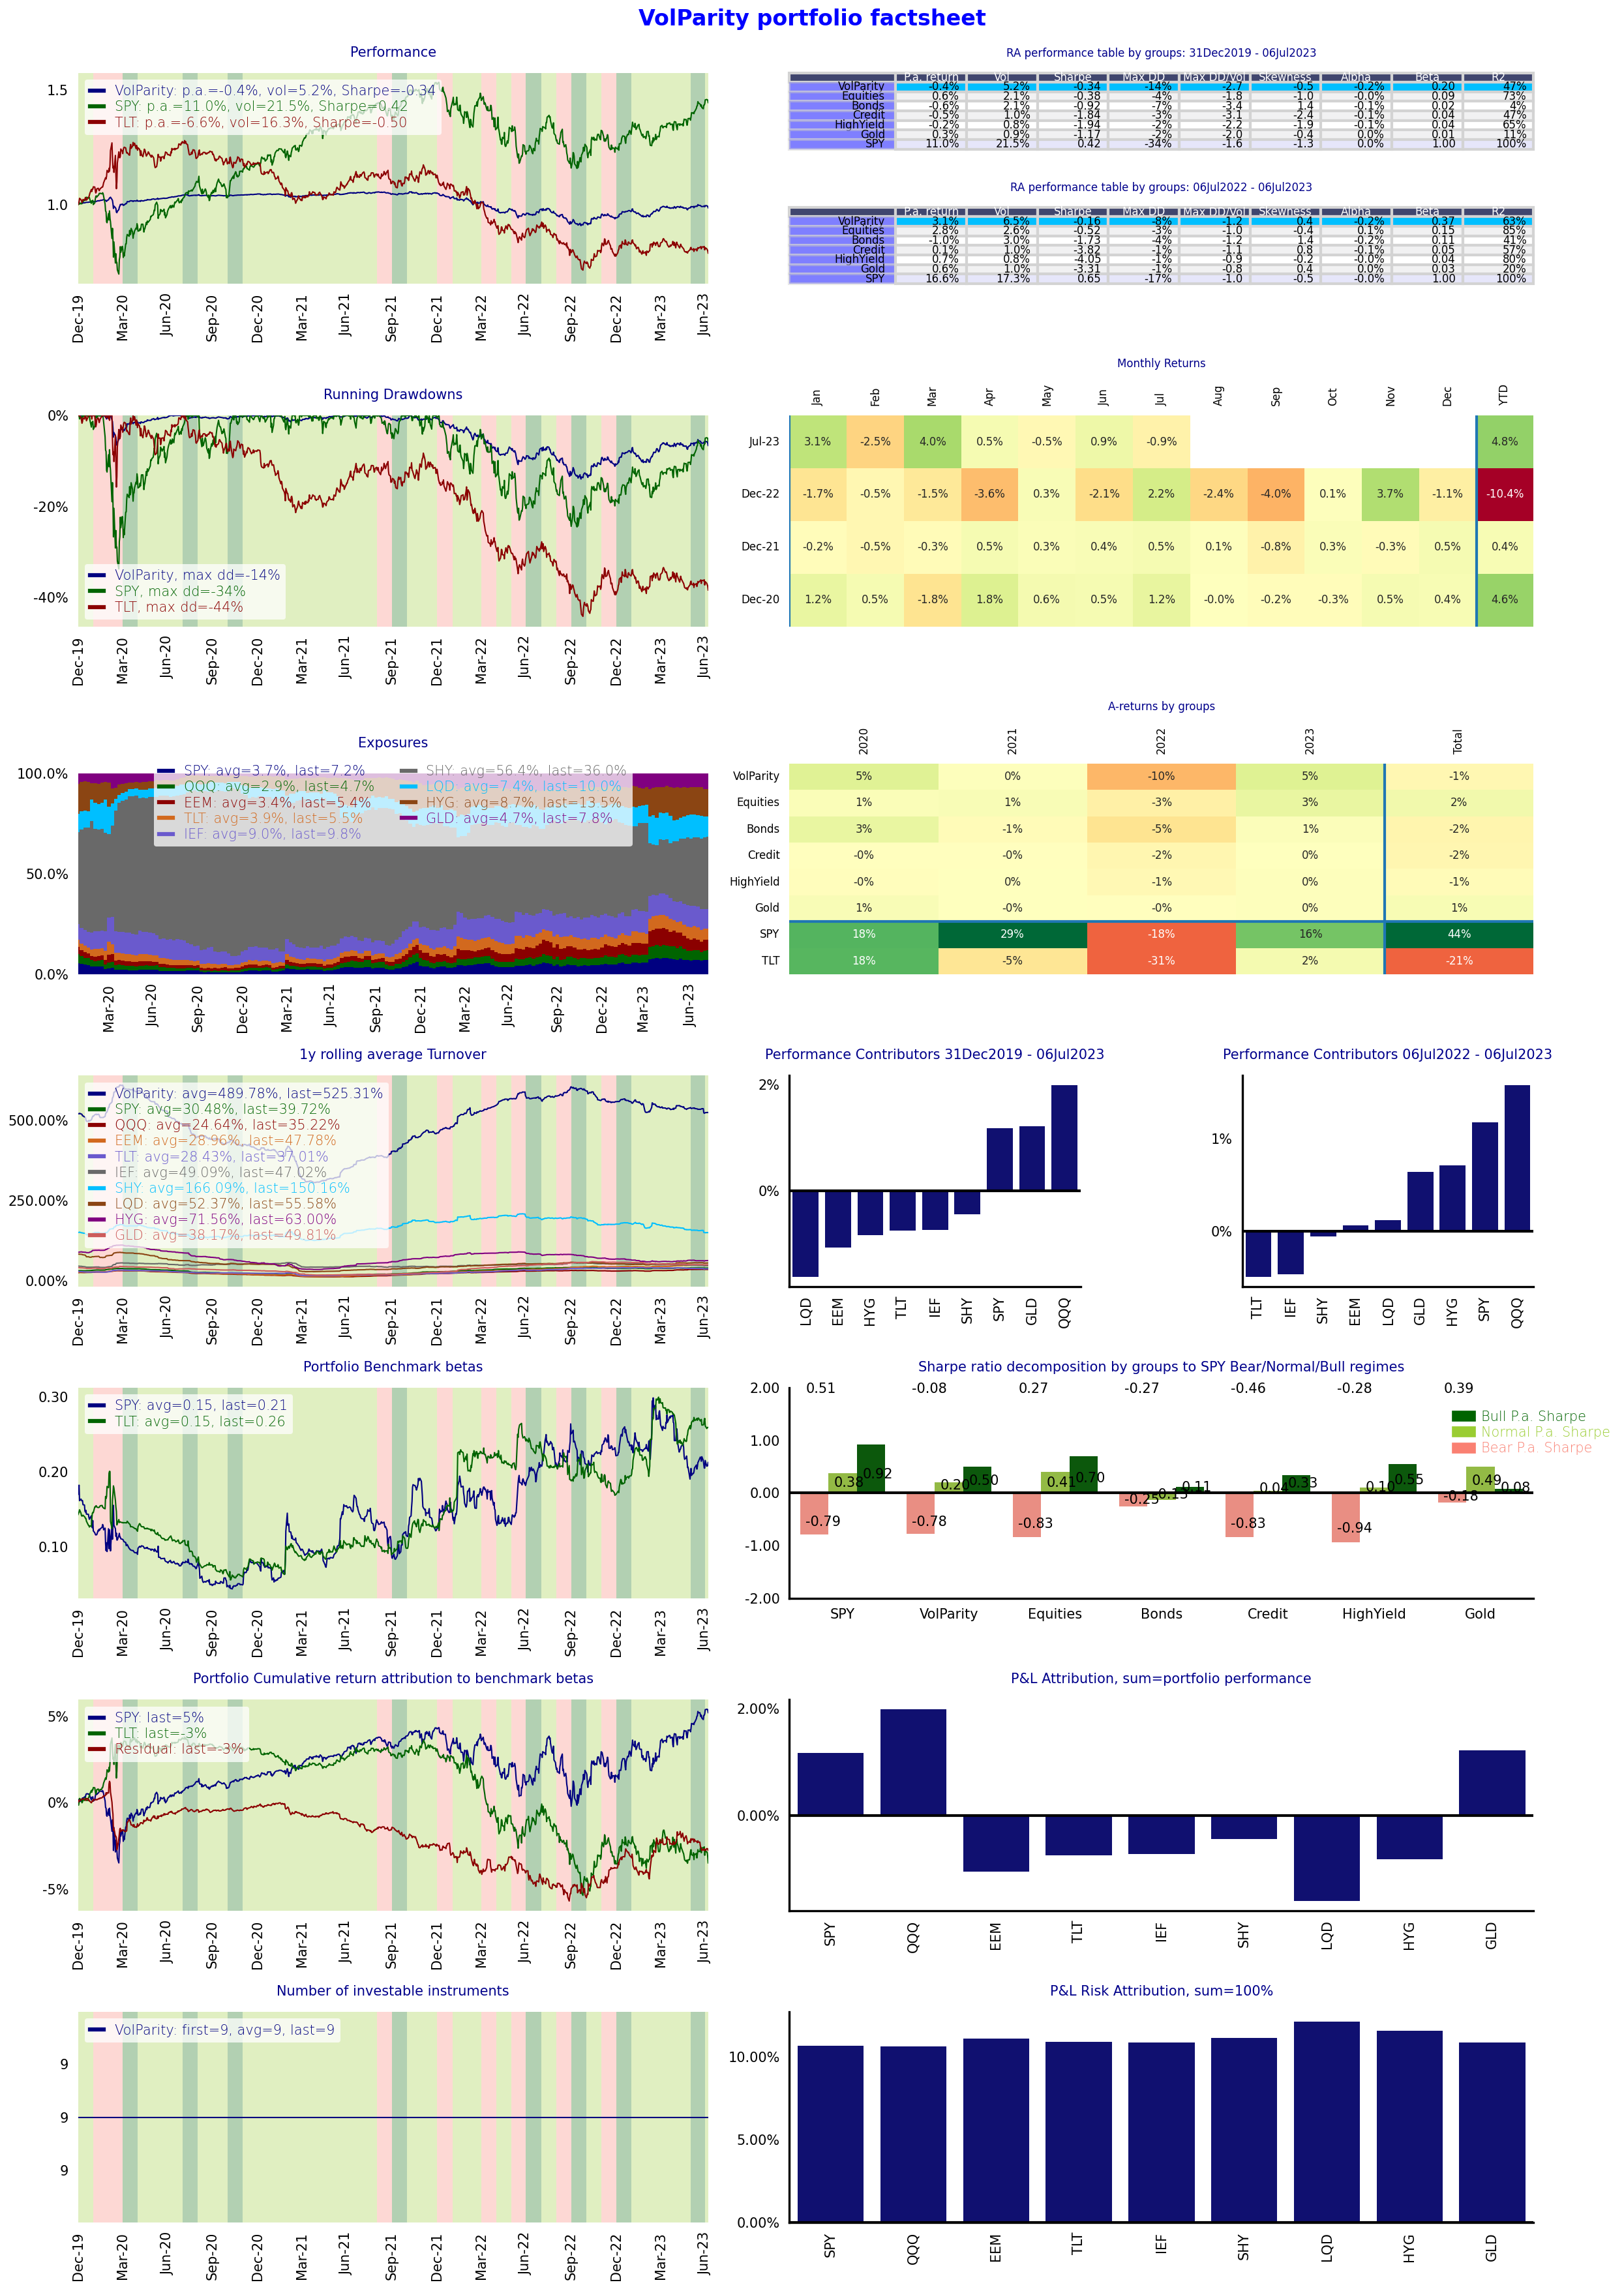 VolParity portfolio factsheet
Performance
1.5
1.0
VolParity: p.a.=-0.4%, vol=5.2%, Sharpe=-0.34
SPY: p.a.=11.0%, vol=21.5%, Sharpe=0.42
TLT: p.a.=-6.6%, vol=16.3%, Sharpe=-0.50
Dec-19 Mar-20 Jun-20 Sep-20 Dec-20 Mar-21 Jun-21 Sep-21 Dec-21 Mar-22 Jun-22 Sep-22 Dec-22 Mar-23 Jun-23
RA performance table by groups: 31Dec2019 - 06Jul2023
P.a. return Vol Sharpe Max DD Max DD/Vol Skewness Alpha Beta R2
VolParity -0.4% 5.2% -0.34 -14% -2.7 -0.5 -0.2% 0.20 47%
Equities 0.6% 2.1% -0.38 -4% -1.8 -1.0 -0.0% 0.09 73%
Bonds -0.6% 2.1% -0.92 -7% -3.4 1.4 -0.1% 0.02 4%
Credit -0.5% 1.0% -1.84 -3% -3.1 -2.4 -0.1% 0.04 47%
HighYield -0.2% 0.8% -1.94 -2% -2.2 -1.9 -0.1% 0.04 65%
Gold 0.3% 0.9% -1.17 -2% -2.0 -0.4 0.0% 0.01 11%
SPY 11.0% 21.5% 0.42 -34% -1.6 -1.3 0.0% 1.00 100%
RA performance table by groups: 06Jul2022 - 06Jul2023
P.a. return Vol Sharpe Max DD Max DD/Vol Skewness Alpha Beta R2
VolParity 3.1% 6.5% -0.16 -8% -1.2 0.4 -0.2% 0.37 63%
Equities 2.8% 2.6% -0.52 -3% -1.0 -0.4 0.1% 0.15 85%
Bonds -1.0% 3.0% -1.73 -4% -1.2 1.4 -0.2% 0.11 41%
Credit 0.1% 1.0% -3.82 -1% -1.1 0.8 -0.1% 0.05 57%
HighYield 0.7% 0.8% -4.05 -1% -0.9 -0.2 -0.0% 0.04 80%
Gold 0.6% 1.0% -3.31 -1% -0.8 0.4 0.0% 0.03 20%
SPY 16.6% 17.3% 0.65 -17% -1.0 -0.5 -0.0% 1.00 100%
Running Drawdowns
0%
-20%
-40%
VolParity, max dd=-14%
SPY, max dd=-34%
TLT, max dd=-44%
Dec-19 Mar-20 Jun-20 Sep-20 Dec-20 Mar-21 Jun-21 Sep-21 Dec-21 Mar-22 Jun-22 Sep-22 Dec-22 Mar-23 Jun-23
Monthly Returns
Jan Feb Mar Apr May Jun Jul Aug Sep Oct Nov Dec YTD
Jul-23 3.1% -2.5% 4.0% 0.5% -0.5% 0.9% -0.9% 4.8%
Dec-22 -1.7% -0.5% -1.5% -3.6% 0.3% -2.1% 2.2% -2.4% -4.0% 0.1% 3.7% -1.1% -10.4%
Dec-21 -0.2% -0.5% -0.3% 0.5% 0.3% 0.4% 0.5% 0.1% -0.8% 0.3% -0.3% 0.5% 0.4%
Dec-20 1.2% 0.5% -1.8% 1.8% 0.6% 0.5% 1.2% -0.0% -0.2% -0.3% 0.5% 0.4% 4.6%
Exposures
100.0%
50.0%
0.0%
SPY: avg=3.7%, last=7.2%
QQQ: avg=2.9%, last=4.7%
EEM: avg=3.4%, last=5.4%
TLT: avg=3.9%, last=5.5%
IEF: avg=9.0%, last=9.8%
SHY: avg=56.4%, last=36.0%
LQD: avg=7.4%, last=10.0%
HYG: avg=8.7%, last=13.5%
GLD: avg=4.7%, last=7.8%
Mar-20 Jun-20 Sep-20 Dec-20 Mar-21 Jun-21 Sep-21 Dec-21 Mar-22 Jun-22 Sep-22 Dec-22 Mar-23 Jun-23
A-returns by groups
2020 2021 2022 2023 Total
VolParity 5% 0% -10% 5% -1%
Equities 1% 1% -3% 3% 2%
Bonds 3% -1% -5% 1% -2%
Credit -0% -0% -2% 0% -2%
HighYield -0% 0% -1% 0% -1%
Gold 1% -0% -0% 0% 1%
SPY 18% 29% -18% 16% 44%
TLT 18% -5% -31% 2% -21%
1y rolling average Turnover
500.00%
250.00%
0.00%
VolParity: avg=489.78%, last=525.31%
SPY: avg=30.48%, last=39.72%
QQQ: avg=24.64%, last=35.22%
EEM: avg=28.96%, last=47.78%
TLT: avg=28.43%, last=37.01%
IEF: avg=49.09%, last=47.02%
SHY: avg=166.09%, last=150.16%
LQD: avg=52.37%, last=55.58%
HYG: avg=71.56%, last=63.00%
GLD: avg=38.17%, last=49.81%
Dec-19 Mar-20 Jun-20 Sep-20 Dec-20 Mar-21 Jun-21 Sep-21 Dec-21 Mar-22 Jun-22 Sep-22 Dec-22 Mar-23 Jun-23
Performance Contributors 31Dec2019 - 06Jul2023
2%
0%
LQD EEM HYG TLT IEF SHY SPY GLD QQQ
Performance Contributors 06Jul2022 - 06Jul2023
1%
0%
TLT IEF SHY EEM LQD GLD HYG SPY QQQ
Portfolio Benchmark betas
0.30
0.20
0.10
SPY: avg=0.15, last=0.21
TLT: avg=0.15, last=0.26
Dec-19 Mar-20 Jun-20 Sep-20 Dec-20 Mar-21 Jun-21 Sep-21 Dec-21 Mar-22 Jun-22 Sep-22 Dec-22 Mar-23 Jun-23
Sharpe ratio decomposition by groups to SPY Bear/Normal/Bull regimes
2.00
1.00
0.00
-1.00
-2.00
0.51 -0.08 0.27 -0.27 -0.46 -0.28 0.39
Bull P.a. Sharpe
Normal P.a. Sharpe
Bear P.a. Sharpe
0.38 0.92 0.20 0.50 0.41 0.70 -0.25 -0.13 0.11 0.04 0.33 0.10 0.55 -0.18 0.49 0.08
-0.79 -0.78 -0.83 -0.83 -0.94
SPY VolParity Equities Bonds Credit HighYield Gold
Portfolio Cumulative return attribution to benchmark betas
5%
0%
-5%
SPY: last=5%
TLT: last=-3%
Residual: last=-3%
Dec-19 Mar-20 Jun-20 Sep-20 Dec-20 Mar-21 Jun-21 Sep-21 Dec-21 Mar-22 Jun-22 Sep-22 Dec-22 Mar-23 Jun-23
P&L Attribution, sum=portfolio performance
2.00%
0.00%
SPY QQQ EEM TLT IEF SHY LQD HYG GLD
Number of investable instruments
9
9
9
VolParity: first=9, avg=9, last=9
Dec-19 Mar-20 Jun-20 Sep-20 Dec-20 Mar-21 Jun-21 Sep-21 Dec-21 Mar-22 Jun-22 Sep-22 Dec-22 Mar-23 Jun-23
P&L Risk Attribution, sum=100%
10.00%
5.00%
0.00%
SPY QQQ EEM TLT IEF SHY LQD HYG GLD